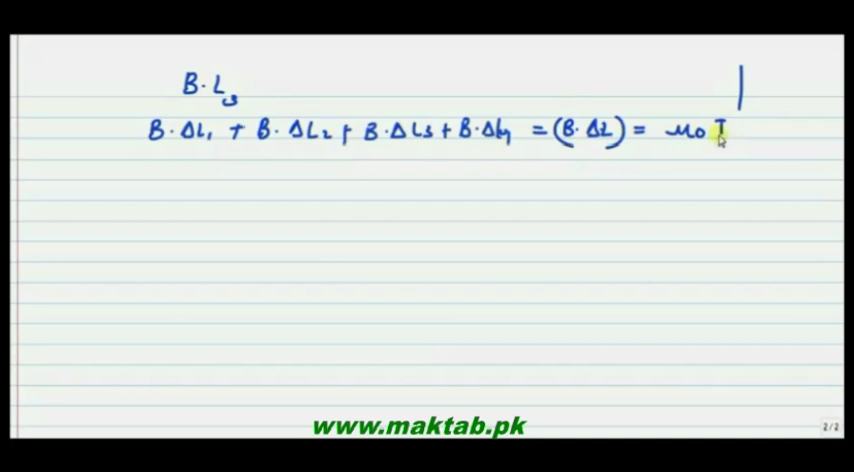 B · L₃
B · ΔL₁ + B · ΔL₂ + B · ΔL₃ + B · ΔL₄ = (B · ΔL) = μ₀ I
www.maktab.pk
2/2